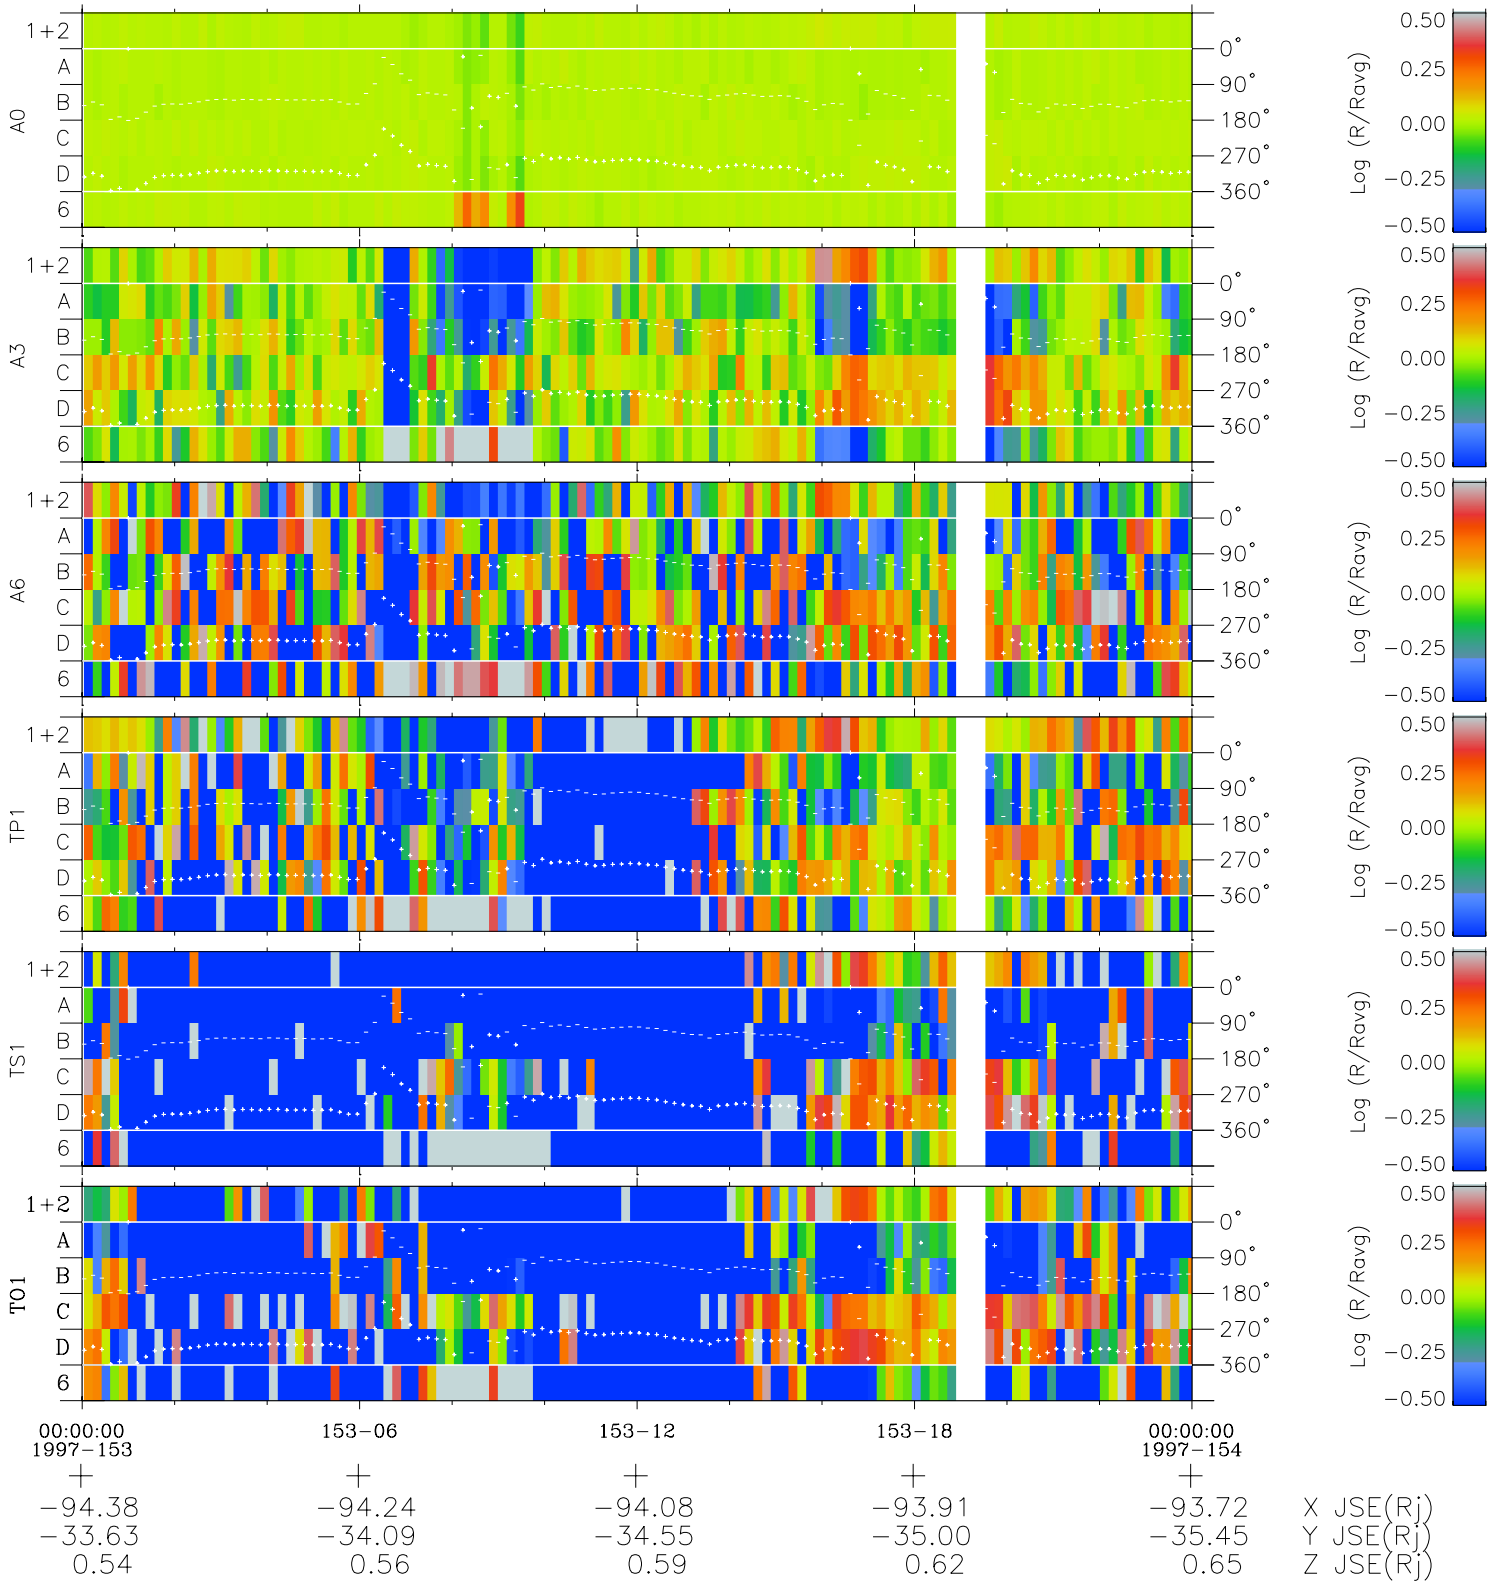 1+2
A
B
C
D
6
A0
0°
90°
180°
270°
360°
0.50
0.25
0.00
−0.25
−0.50
Log (R/Ravg)
1+2
A
B
C
D
6
A3
0°
90°
180°
270°
360°
0.50
0.25
0.00
−0.25
−0.50
Log (R/Ravg)
1+2
A
B
C
D
6
A6
0°
90°
180°
270°
360°
0.50
0.25
0.00
−0.25
−0.50
Log (R/Ravg)
1+2
A
B
C
D
6
TP1
0°
90°
180°
270°
360°
0.50
0.25
0.00
−0.25
−0.50
Log (R/Ravg)
1+2
A
B
C
D
6
TS1
0°
90°
180°
270°
360°
0.50
0.25
0.00
−0.25
−0.50
Log (R/Ravg)
1+2
A
B
C
D
6
TO1
0°
90°
180°
270°
360°
0.50
0.25
0.00
−0.25
−0.50
Log (R/Ravg)
00:00:00 153−06 153−12 153−18 00:00:00
1997−153 1997−154
−94.38 −94.24 −94.08 −93.91 −93.72 X JSE(Rj)
−33.63 −34.09 −34.55 −35.00 −35.45 Y JSE(Rj)
0.54 0.56 0.59 0.62 0.65 Z JSE(Rj)